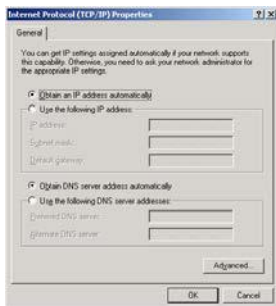 Internet Protocol (TCP/IP) Properties
General
You can get IP settings assigned automatically if your network supports
this capability. Otherwise, you need to ask your network administrator for
the appropriate IP settings.
Obtain an IP address automatically
Use the following IP address:
IP address:
Subnet mask:
Default gateway:
Obtain DNS server address automatically
Use the following DNS server addresses:
Preferred DNS server:
Alternate DNS server:
Advanced...
OK Cancel